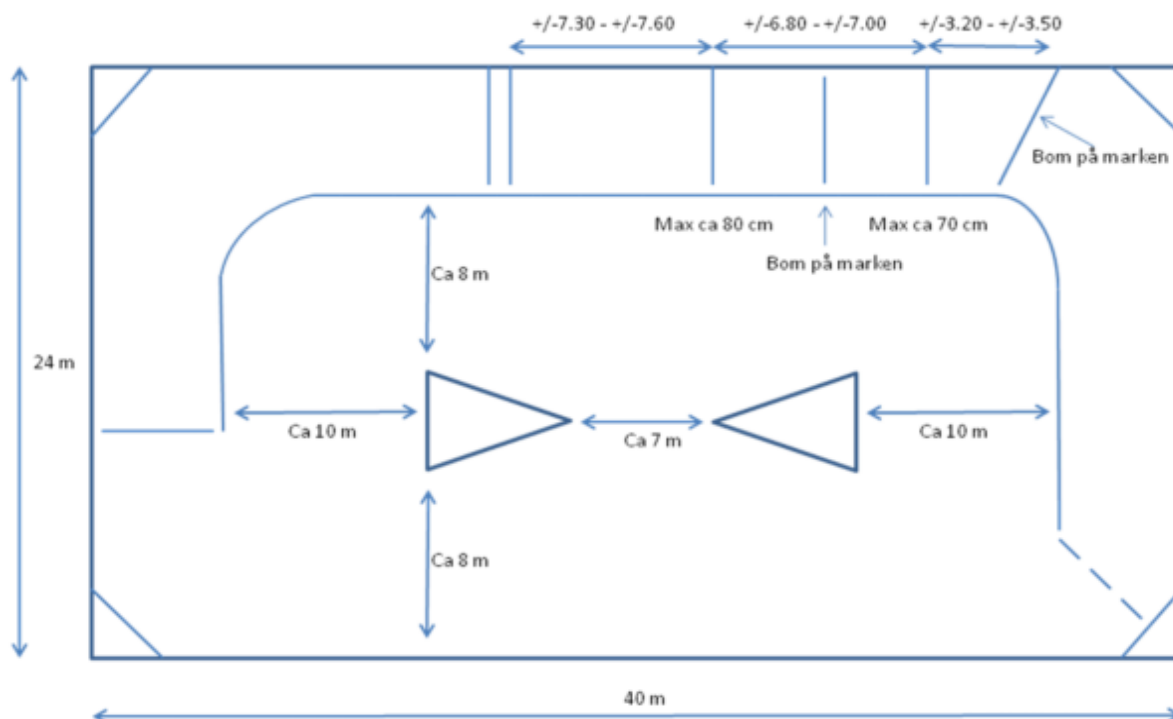 +/-7.30 - +/-7.60
+/-6.80 - +/-7.00
+/-3.20 - +/-3.50
Bom på marken
Max ca 80 cm
Max ca 70 cm
Bom på marken
Ca 8 m
24 m
Ca 10 m
Ca 7 m
Ca 10 m
Ca 8 m
40 m